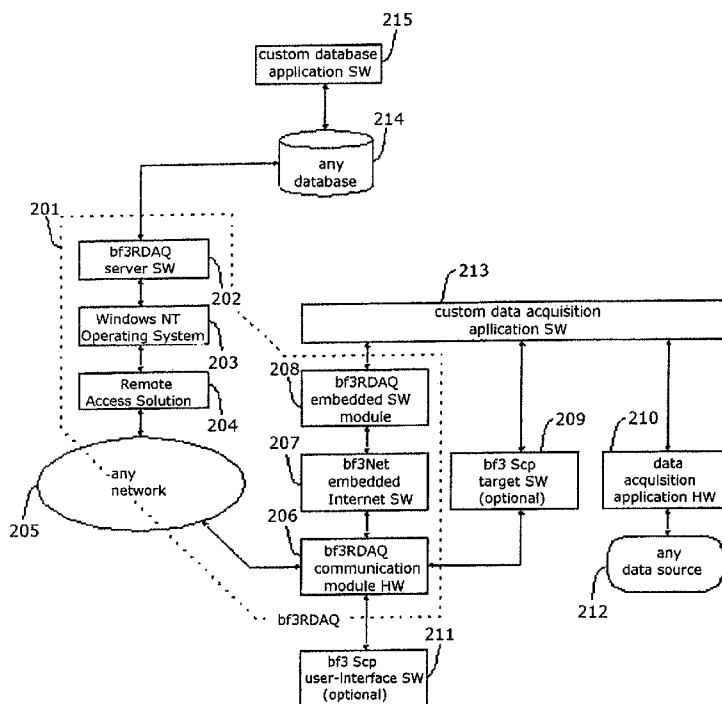 215
custom database
application SW
214
any
database
201
bf3RDAQ
server SW
202
213
Windows NT
Operating System
custom data acquisition
apllication SW
203
208
Remote
Access Solution
bf3RDAQ
embedded SW
module
204
209
210
207
any
network
bf3Net
embedded
Internet SW
bf3 Scp
target SW
(optional)
data
acquisition
application HW
205
206
bf3RDAQ
communication
module HW
any
data source
212
bf3RDAQ
211
bf3 Scp
user-interface SW
(optional)